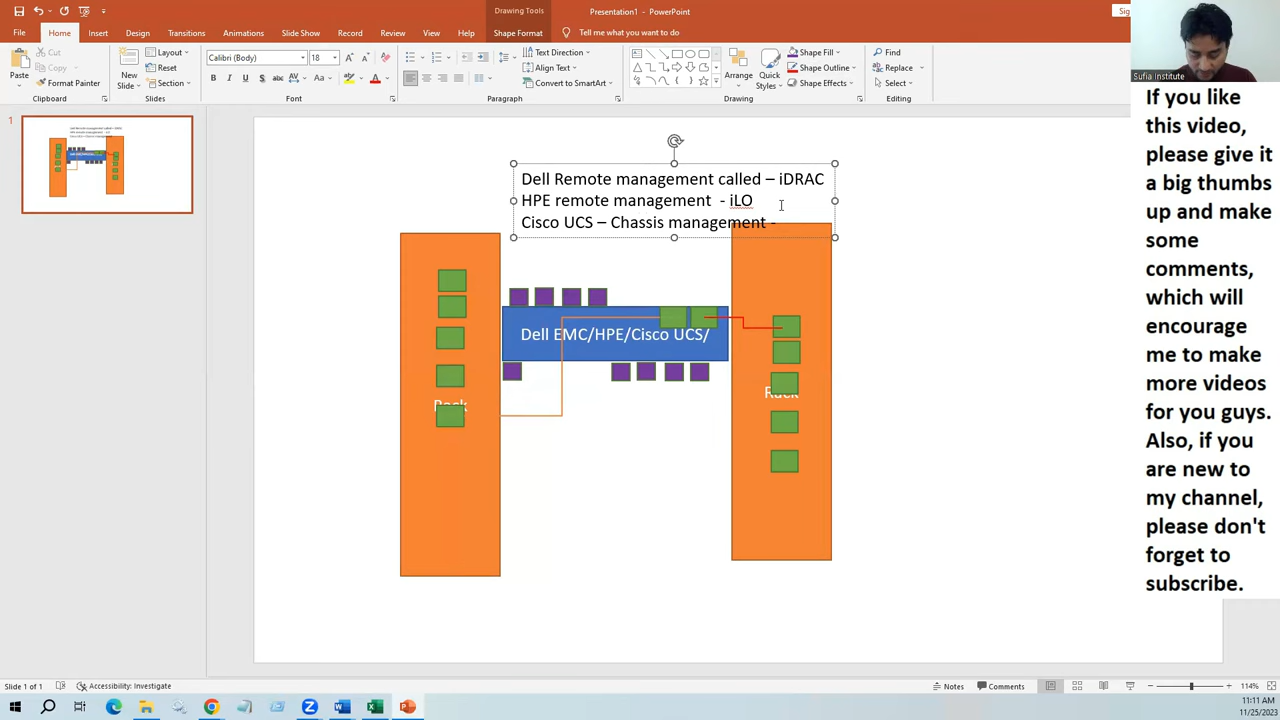 Drawing Tools
Presentation1 - PowerPoint
File
Home
Insert
Design
Transitions
Animations
Slide Show
Record
Review
View
Help
Shape Format
Tell me what you want to do
Paste
Cut
Copy
Format Painter
Clipboard
New
Slide
Layout
Reset
Section
Slides
Calibri (Body)
18
Font
Text Direction
Align Text
Convert to SmartArt
Paragraph
Arrange
Quick
Styles
Shape Fill
Shape Outline
Shape Effects
Drawing
Find
Replace
Select
Editing
Sufia Institute
If you like
this video,
please give it
a big thumbs
up and make
some
comments,
which will
encourage
me to make
more videos
for you guys.
Also, if you
are new to
my channel,
please don't
forget to
subscribe.
1
Dell Remote management called – iDRAC
HPE remote management - iLO
Cisco UCS – Chassis management -
Dell EMC/HPE/Cisco UCS/
Rack
Rack
Slide 1 of 1
Accessibility: Investigate
Notes
Comments
114%
11:11 AM
11/25/2023